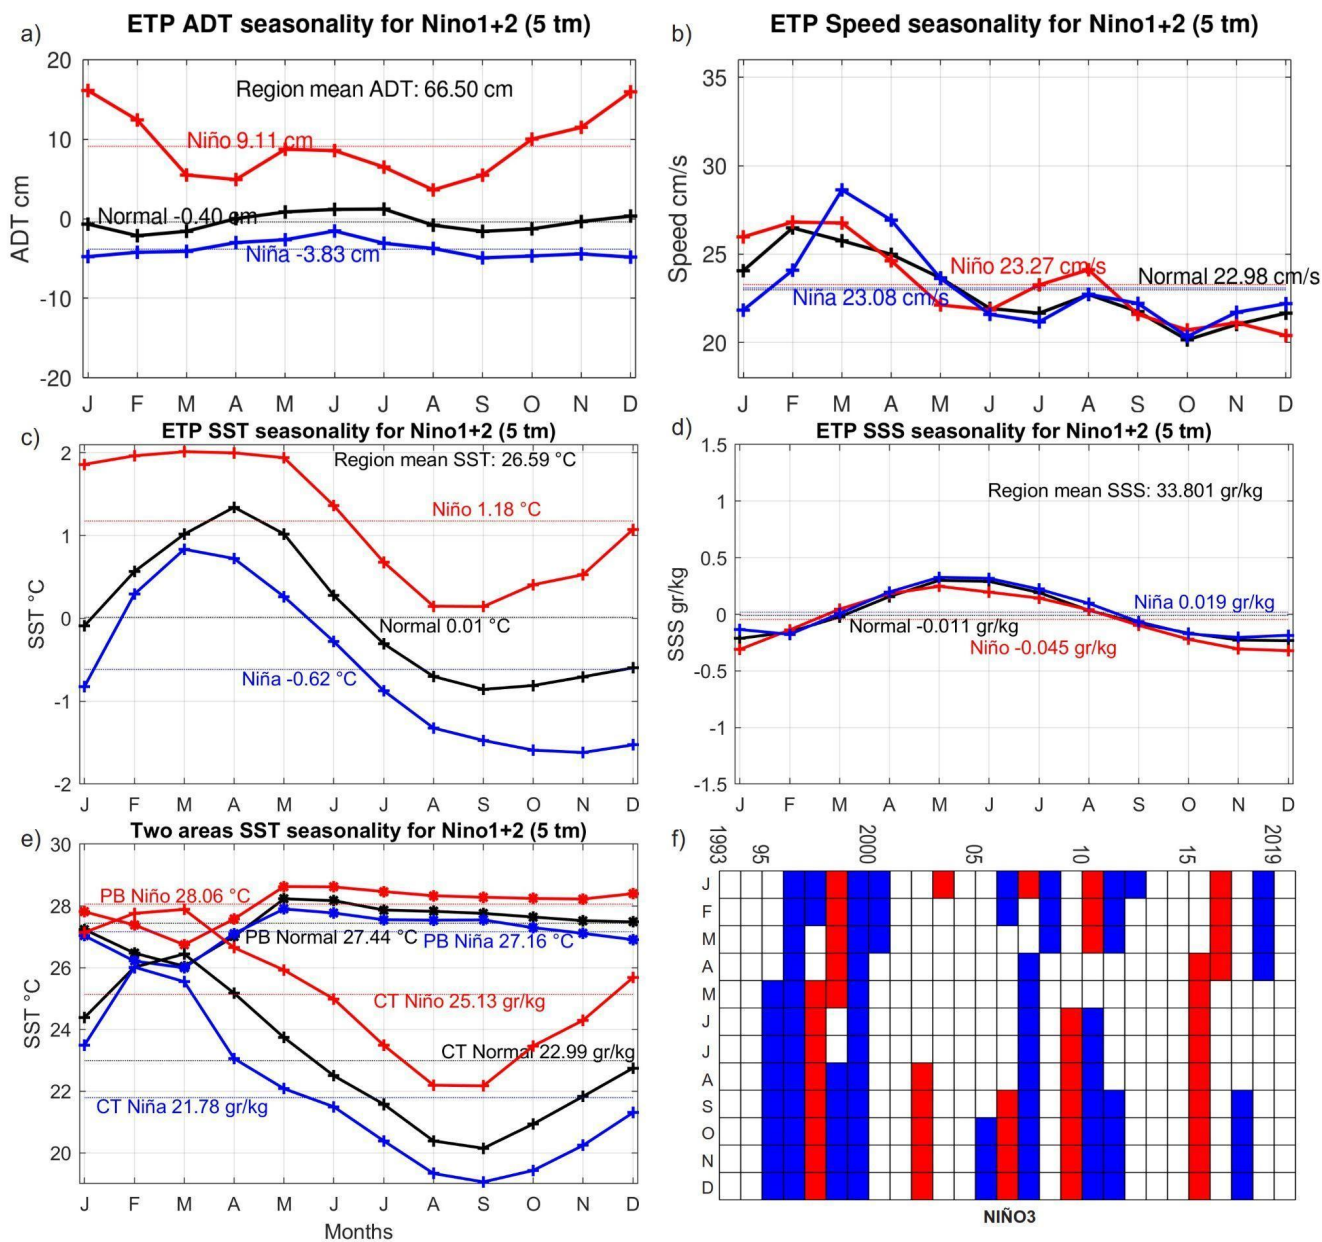 a)
ETP ADT seasonality for Nino1+2 (5 tm)
20
10
0
-10
-20
ADT cm
Region mean ADT: 66.50 cm
Niño 9.11 cm
Normal -0.40 cm
Niña -3.83 cm
J F M A M J J A S O N D
b)
ETP Speed seasonality for Nino1+2 (5 tm)
35
30
25
20
Speed cm/s
Niño 23.27 cm/s
Normal 22.98 cm/s
Niña 23.08 cm/s
J F M A M J J A S O N D
c)
ETP SST seasonality for Nino1+2 (5 tm)
2
1
0
-1
-2
SST °C
Region mean SST: 26.59 °C
Niño 1.18 °C
Normal 0.01 °C
Niña -0.62 °C
J F M A M J J A S O N D
d)
ETP SSS seasonality for Nino1+2 (5 tm)
1.5
1
0.5
0
-0.5
-1
-1.5
SSS gr/kg
Region mean SSS: 33.801 gr/kg
Niña 0.019 gr/kg
Normal -0.011 gr/kg
Niño -0.045 gr/kg
J F M A M J J A S O N D
e)
Two areas SST seasonality for Nino1+2 (5 tm)
30
28
26
24
22
20
SST °C
PB Niño 28.06 °C
PB Normal 27.44 °C
PB Niña 27.16 °C
CT Niño 25.13 gr/kg
CT Normal 22.99 gr/kg
CT Niña 21.78 gr/kg
J F M A M J J A S O N D
Months
f)
1993 95 2000 05 10 15 2019
J
F
M
A
M
J
J
A
S
O
N
D
NIÑO3